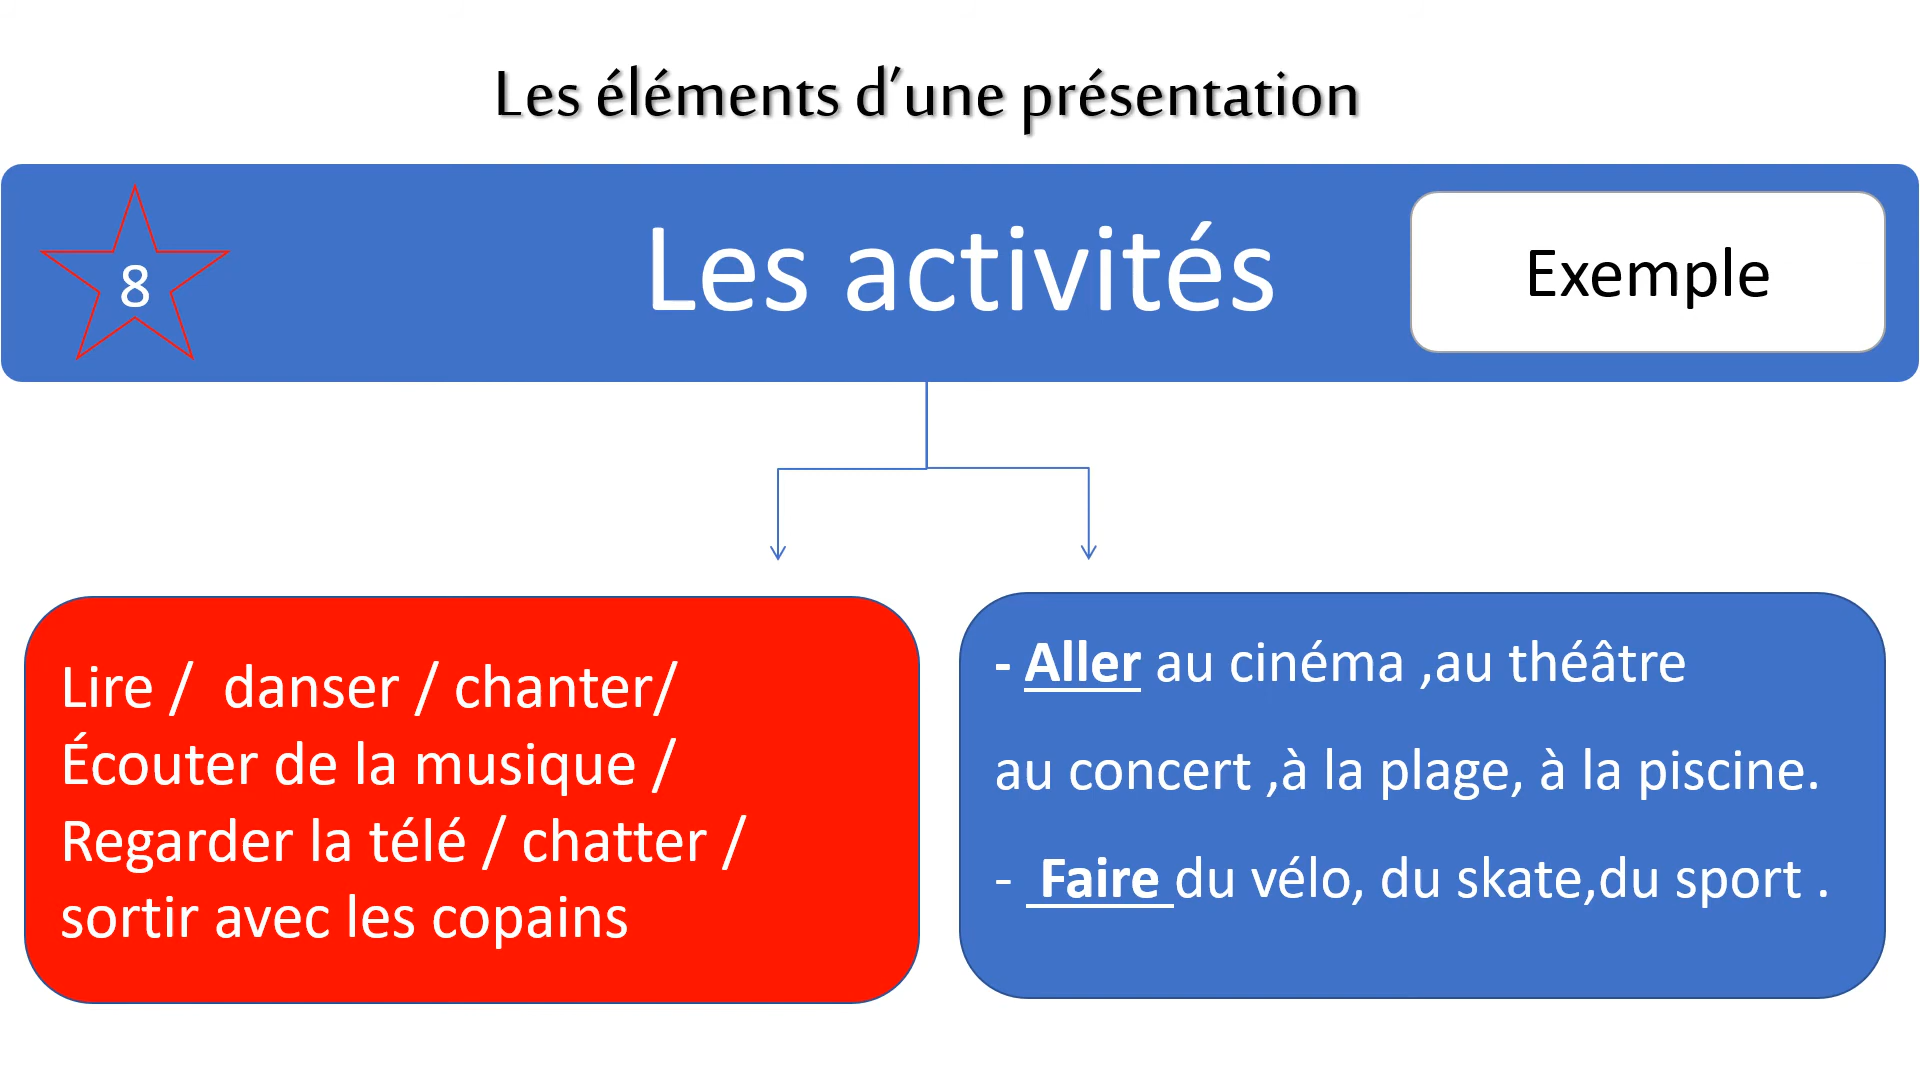 Les éléments d’une présentation
8
Les activités
Exemple
Lire /  danser / chanter/
Écouter de la musique /
Regarder la télé / chatter /
sortir avec les copains
- Aller au cinéma ,au théâtre
au concert ,à la plage, à la piscine.
-  Faire du vélo, du skate,du sport .